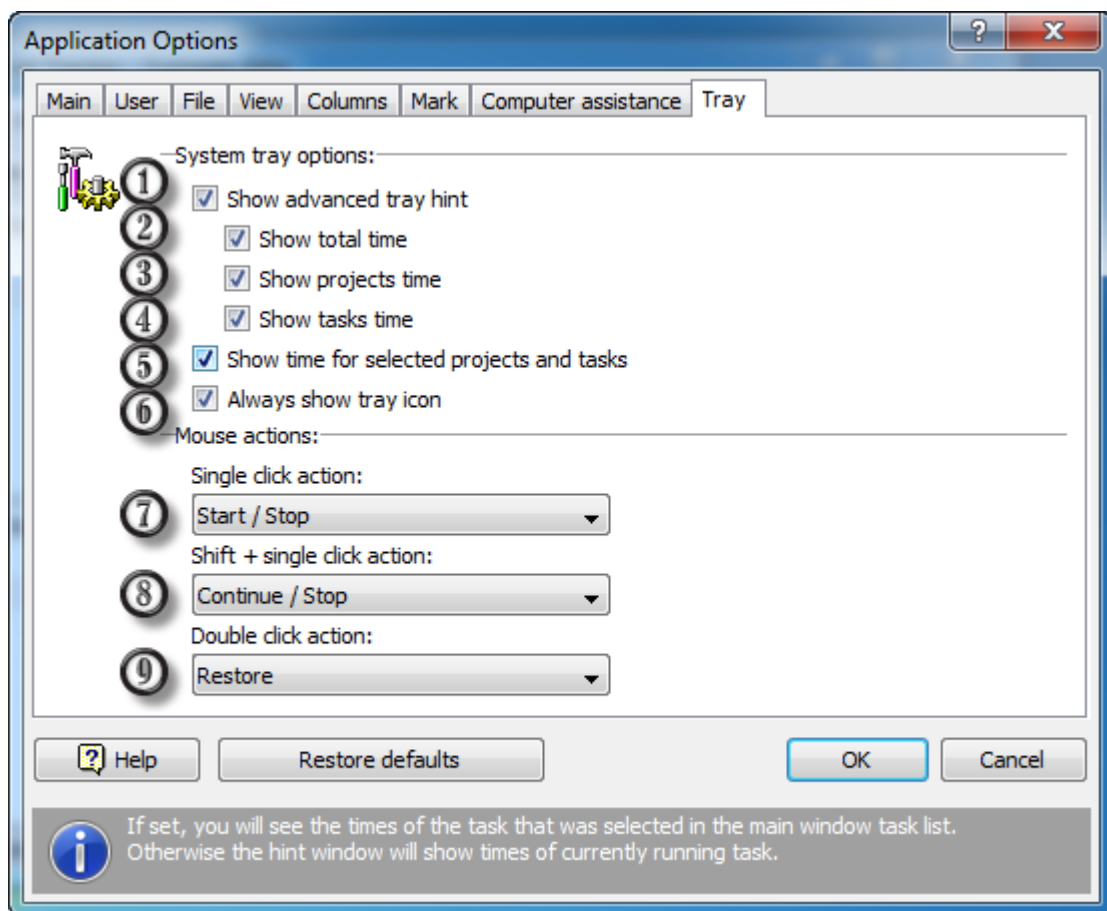 Application Options
Main User File View Columns Mark Computer assistance Tray
System tray options:
1 Show advanced tray hint
2 Show total time
3 Show projects time
4 Show tasks time
5 Show time for selected projects and tasks
6 Always show tray icon
Mouse actions:
Single click action:
7 Start / Stop
Shift + single click action:
8 Continue / Stop
Double click action:
9 Restore
Help Restore defaults OK Cancel
If set, you will see the times of the task that was selected in the main window task list.
Otherwise the hint window will show times of currently running task.